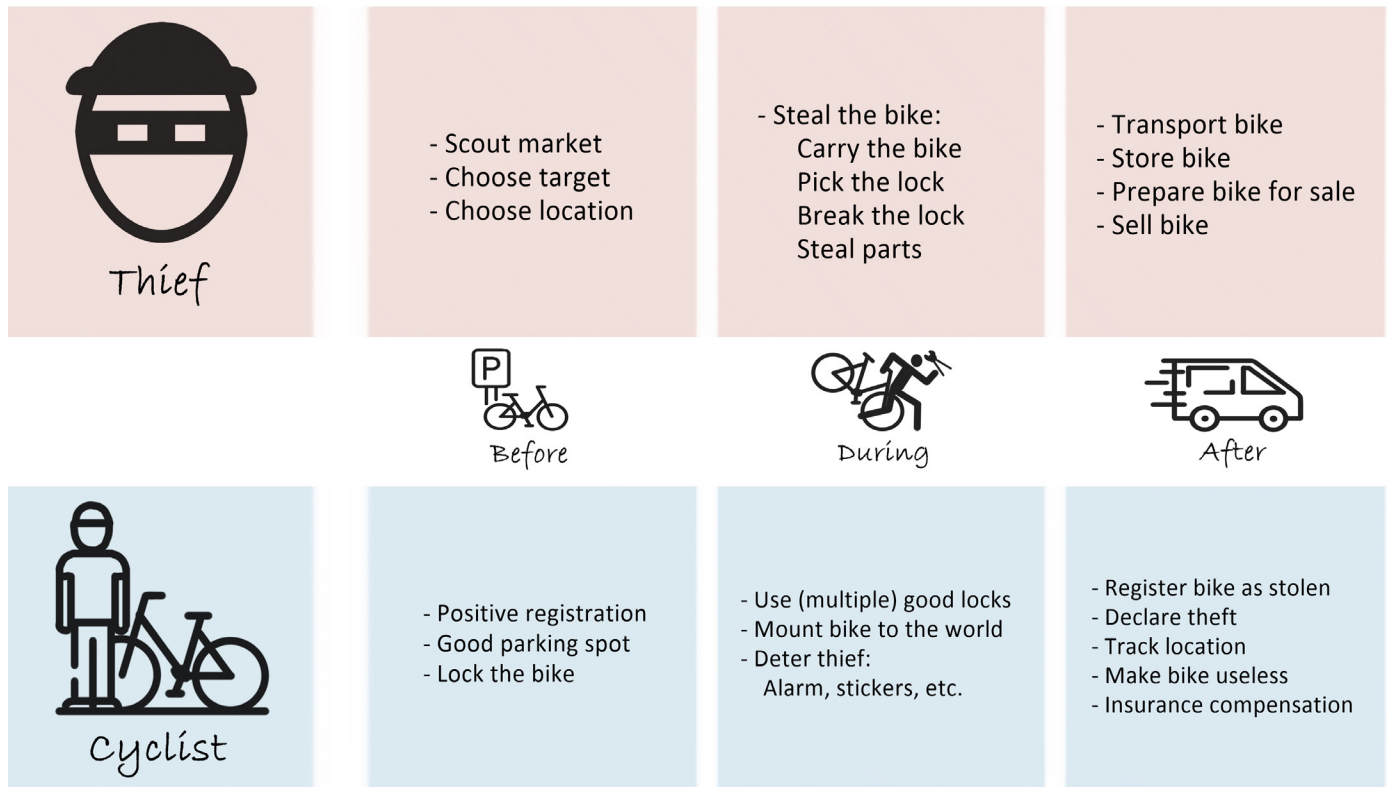 Thief
- Scout market
- Choose target
- Choose location
- Steal the bike:
Carry the bike
Pick the lock
Break the lock
Steal parts
- Transport bike
- Store bike
- Prepare bike for sale
- Sell bike
P
Before
During
After
Cyclist
- Positive registration
- Good parking spot
- Lock the bike
- Use (multiple) good locks
- Mount bike to the world
- Deter thief:
Alarm, stickers, etc.
- Register bike as stolen
- Declare theft
- Track location
- Make bike useless
- Insurance compensation